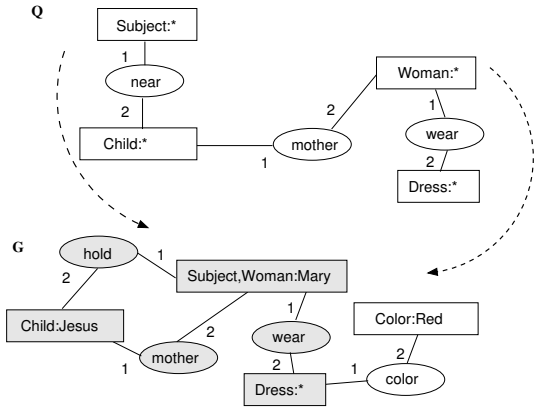 Q
Subject:*
1
near
2
Child:*
1
mother
2
Woman:*
1
wear
2
Dress:*
G
hold
1
2
Subject,Woman:Mary
Child:Jesus
1
mother
2
1
wear
2
Dress:*
1
color
2
Color:Red